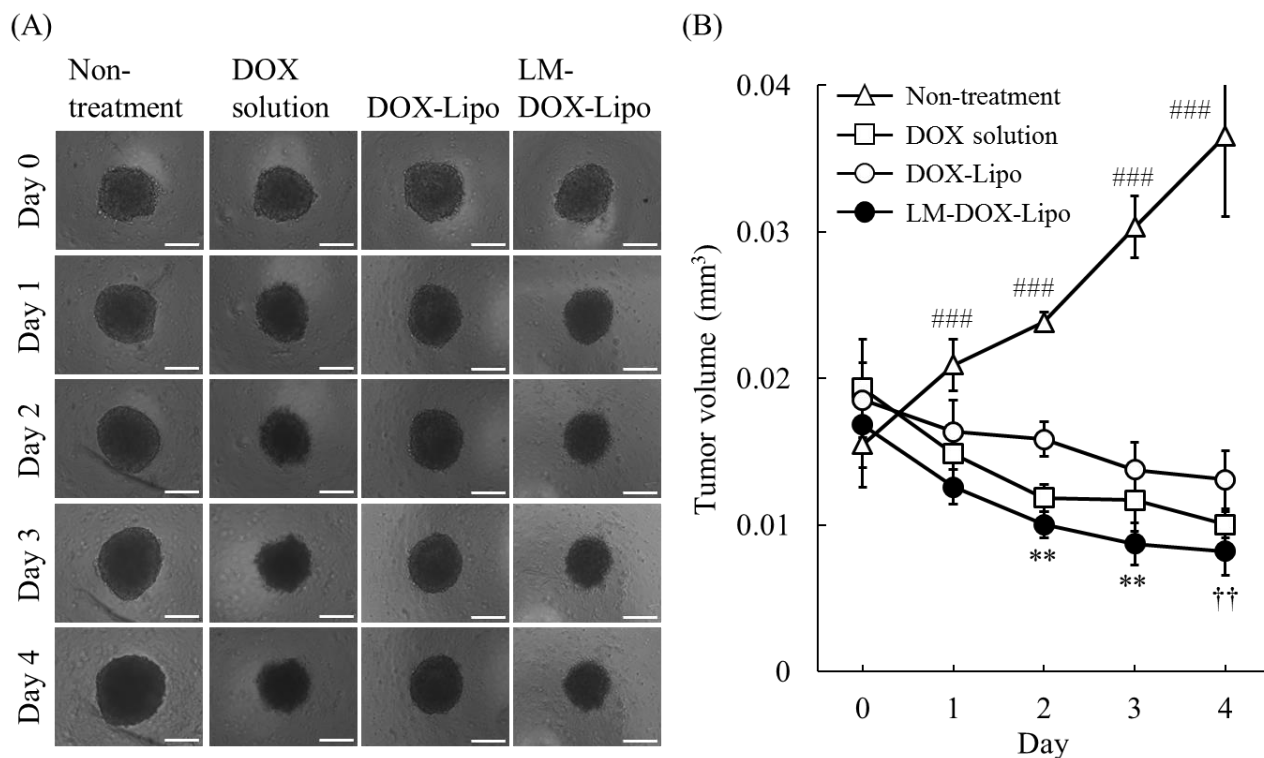 (A)
Non-
treatment
DOX
solution
DOX-Lipo
LM-
DOX-Lipo
Day 0
Day 1
Day 2
Day 3
Day 4
(B)
Tumor volume (mm³)
0.04
0.03
0.02
0.01
0
Non-treatment
DOX solution
DOX-Lipo
LM-DOX-Lipo
###
###
###
###
**
**
††
0 1 2 3 4
Day